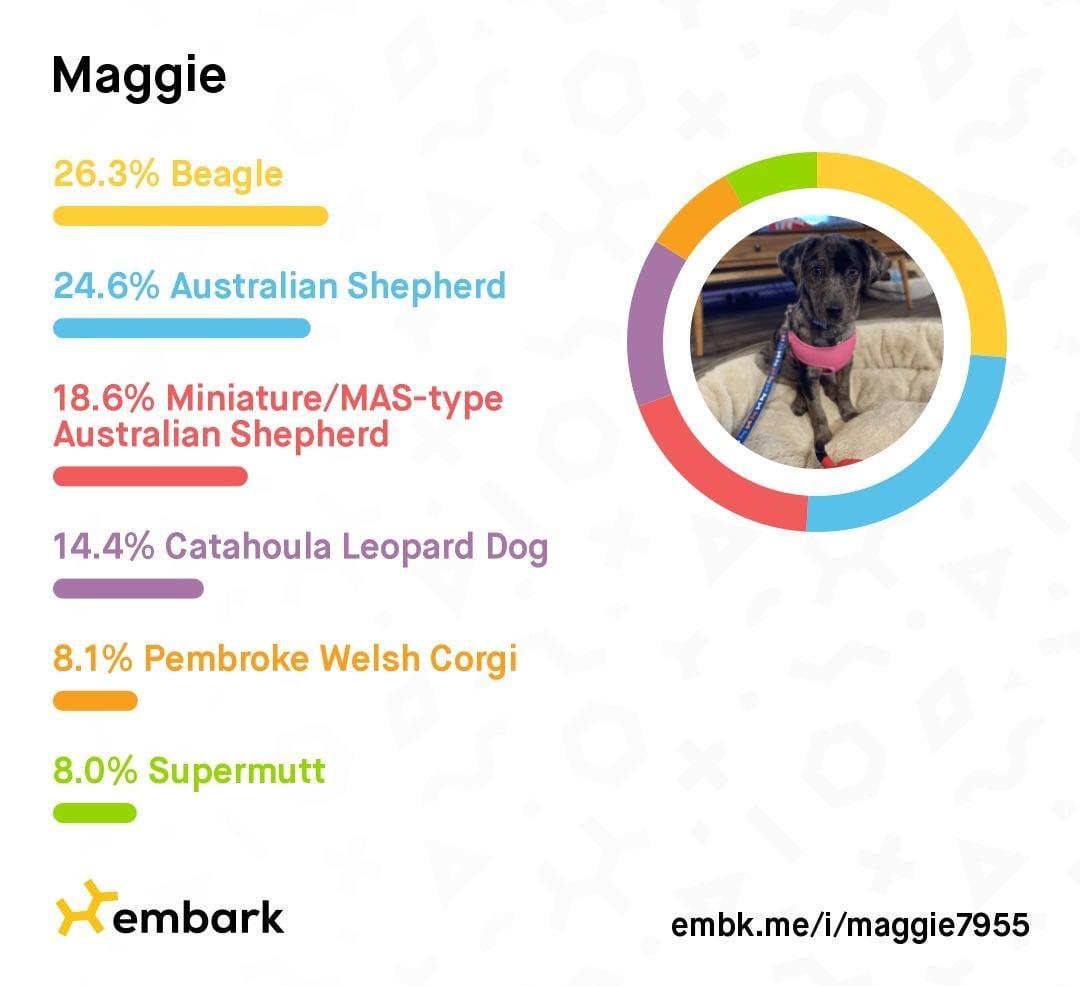 Maggie
26.3% Beagle
24.6% Australian Shepherd
18.6% Miniature/MAS-type
Australian Shepherd
14.4% Catahoula Leopard Dog
8.1% Pembroke Welsh Corgi
8.0% Supermutt
embark
embk.me/i/maggie7955